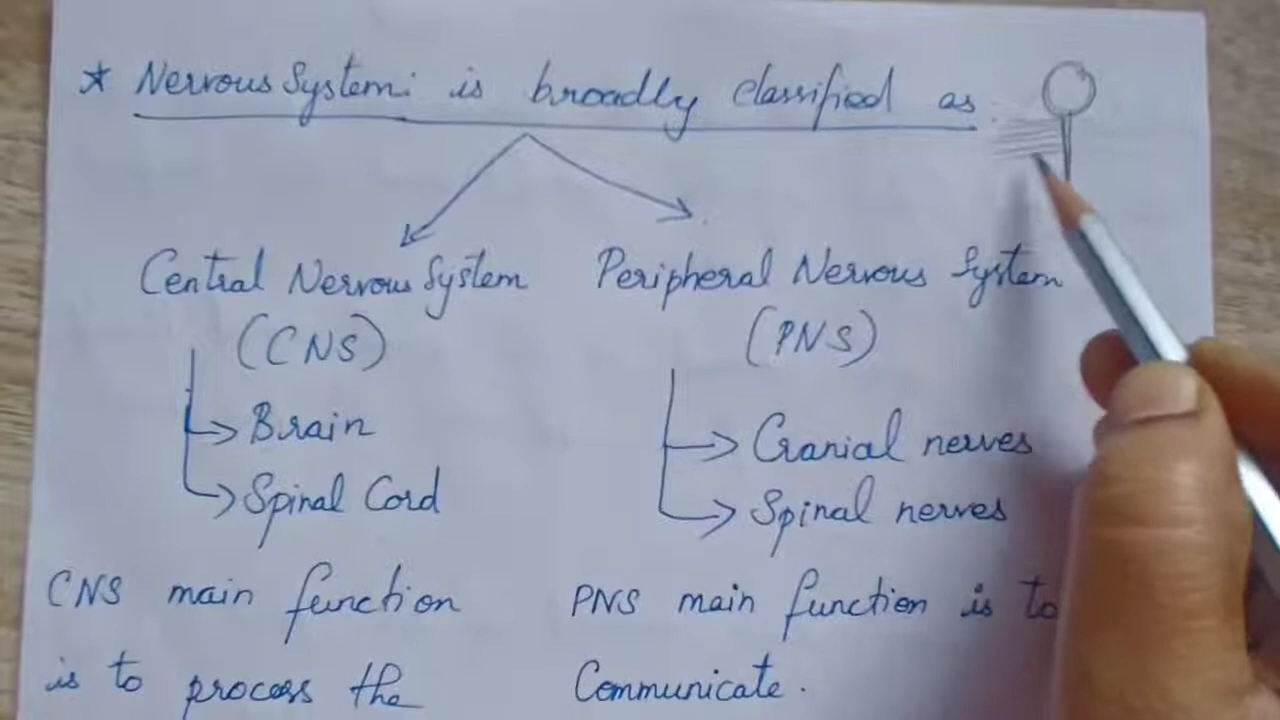 * Nervous System: is broadly classified as
Central Nervous System
(CNS)
Brain
Spinal Cord
CNS main function
is to process the
Peripheral Nervous System
(PNS)
Cranial nerves
Spinal nerves
PNS main function is to
Communicate.